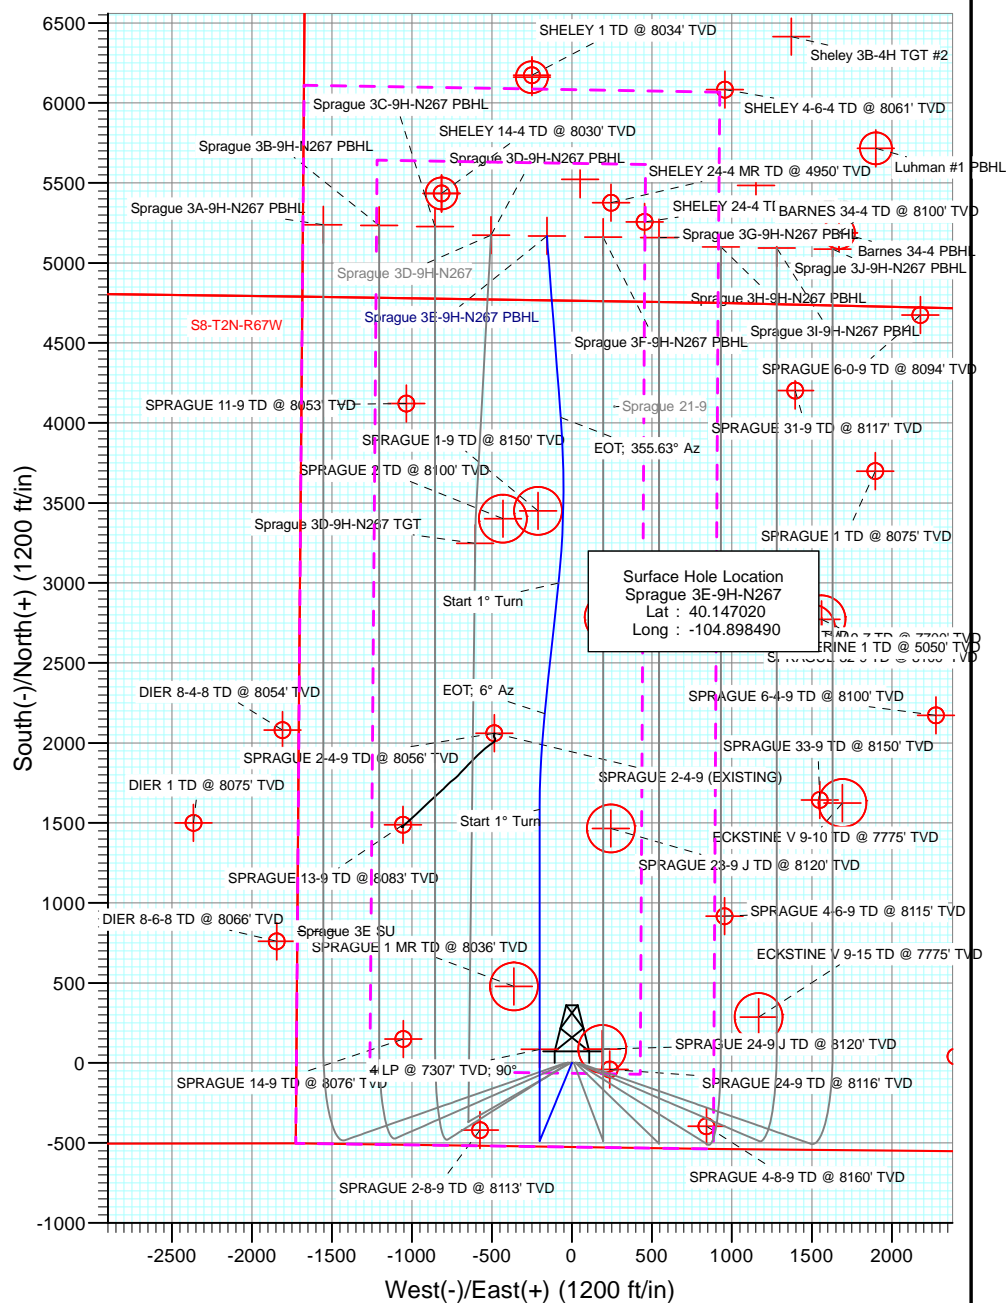 6500
6000
5500
5000
4500
4000
3500
3000
2500
2000
1500
1000
500
0
-500
-1000
South(-)/North(+) (1200 ft/in)
-2500
-2000
-1500
-1000
-500
0
500
1000
1500
2000
West(-)/East(+) (1200 ft/in)
SHELEY 1 TD @ 8034' TVD
Sheley 3B-4H TGT #2
Sprague 3C-9H-N267 PBHL
SHELEY 4-6-4 TD @ 8061' TVD
SHELEY 14-4 TD @ 8030' TVD
Sprague 3B-9H-N267 PBHL
Sprague 3D-9H-N267 PBHL
Luhman #1 PBHL
SHELEY 24-4 MR TD @ 4950' TVD
Sprague 3A-9H-N267 PBHL
SHELEY 24-4 TD
BARNES 34-4 TD @ 8100' TVD
Sprague 3G-9H-N267 PBHL
Barnes 34-4 PBHL
Sprague 3J-9H-N267 PBHL
Sprague 3D-9H-N267
Sprague 3H-9H-N267 PBHL
S8-T2N-R67W
Sprague 3E-9H-N267 PBHL
Sprague 3I-9H-N267 PBHL
Sprague 3F-9H-N267 PBHL
SPRAGUE 6-0-9 TD @ 8094' TVD
SPRAGUE 11-9 TD @ 8053' TVD
Sprague 21-9
SPRAGUE 31-9 TD @ 8117' TVD
SPRAGUE 1-9 TD @ 8150' TVD
EOT; 355.63° Az
SPRAGUE 2 TD @ 8100' TVD
Sprague 3D-9H-N267 TGT
SPRAGUE 1 TD @ 8075' TVD
Start 1° Turn
Surface Hole Location
Sprague 3E-9H-N267
Lat : 40.147020
Long : -104.898490
TD @ 5050' TVD
DIER 8-4-8 TD @ 8054' TVD
EOT; 6° Az
SPRAGUE 6-4-9 TD @ 8100' TVD
SPRAGUE 2-4-9 TD @ 8056' TVD
SPRAGUE 33-9 TD @ 8150' TVD
SPRAGUE 2-4-9 (EXISTING)
DIER 1 TD @ 8075' TVD
Start 1° Turn
ECKSTINE V 9-10 TD @ 7775' TVD
SPRAGUE 23-9 J TD @ 8120' TVD
SPRAGUE 13-9 TD @ 8083' TVD
DIER 8-6-8 TD @ 8066' TVD
SPRAGUE 4-6-9 TD @ 8115' TVD
Sprague 3E SU
SPRAGUE 1 MR TD @ 8036' TVD
ECKSTINE V 9-15 TD @ 7775' TVD
SPRAGUE 24-9 J TD @ 8120' TVD
LP @ 7307' TVD; 90°
SPRAGUE 14-9 TD @ 8076' TVD
SPRAGUE 24-9 TD @ 8116' TVD
SPRAGUE 2-8-9 TD @ 8113' TVD
SPRAGUE 4-8-9 TD @ 8160' TVD